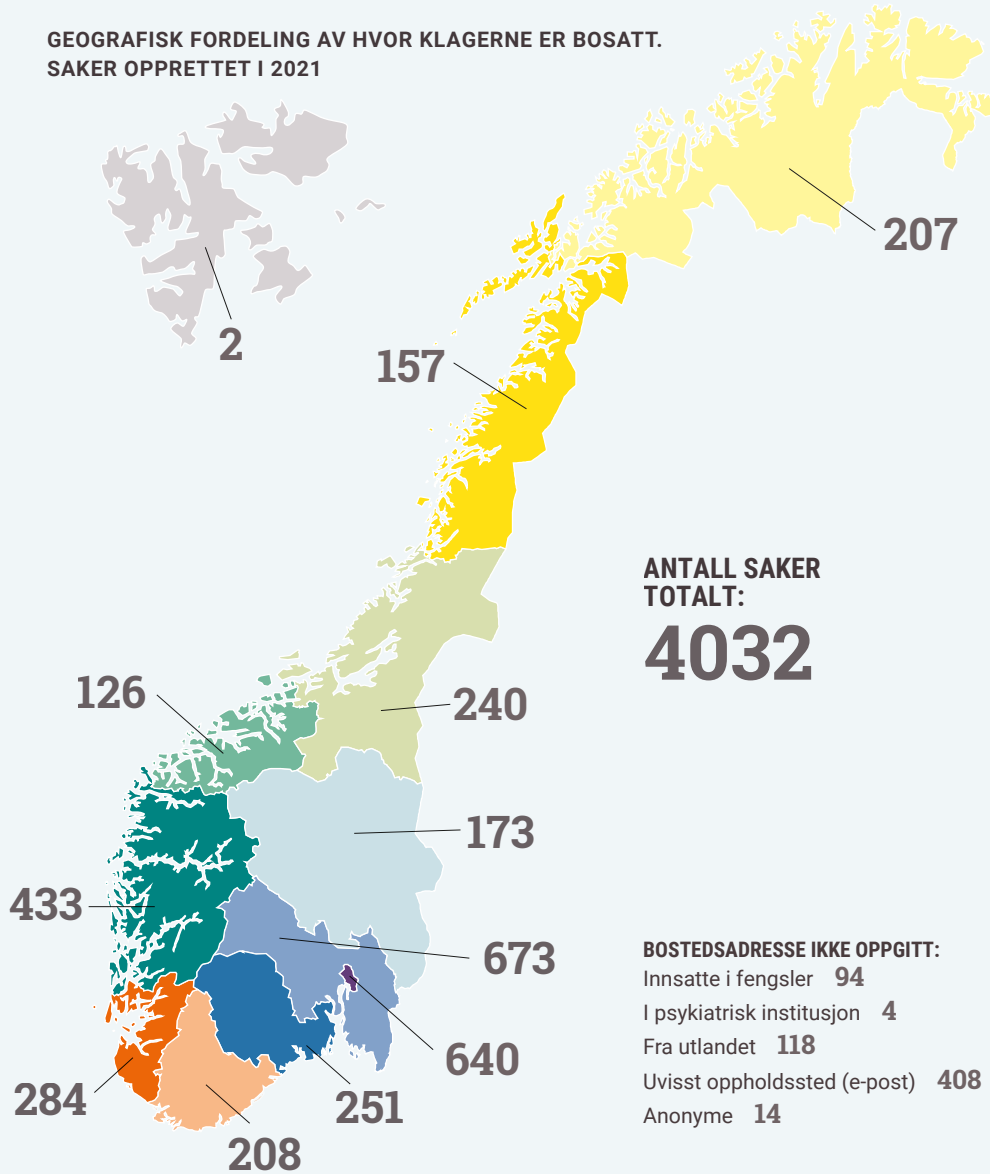 GEOGRAFISK FORDELING AV HVOR KLAGERNE ER BOSATT.
SAKER OPPRETTET I 2021
207
2
157
ANTALL SAKER
TOTALT:
4032
126
240
173
433
673
640
284
251
208
BOSTEDSADRESSE IKKE OPPGITT:
Innsatte i fengsler 94
I psykiatrisk institusjon 4
Fra utlandet 118
Uvisst oppholdssted (e-post) 408
Anonyme 14